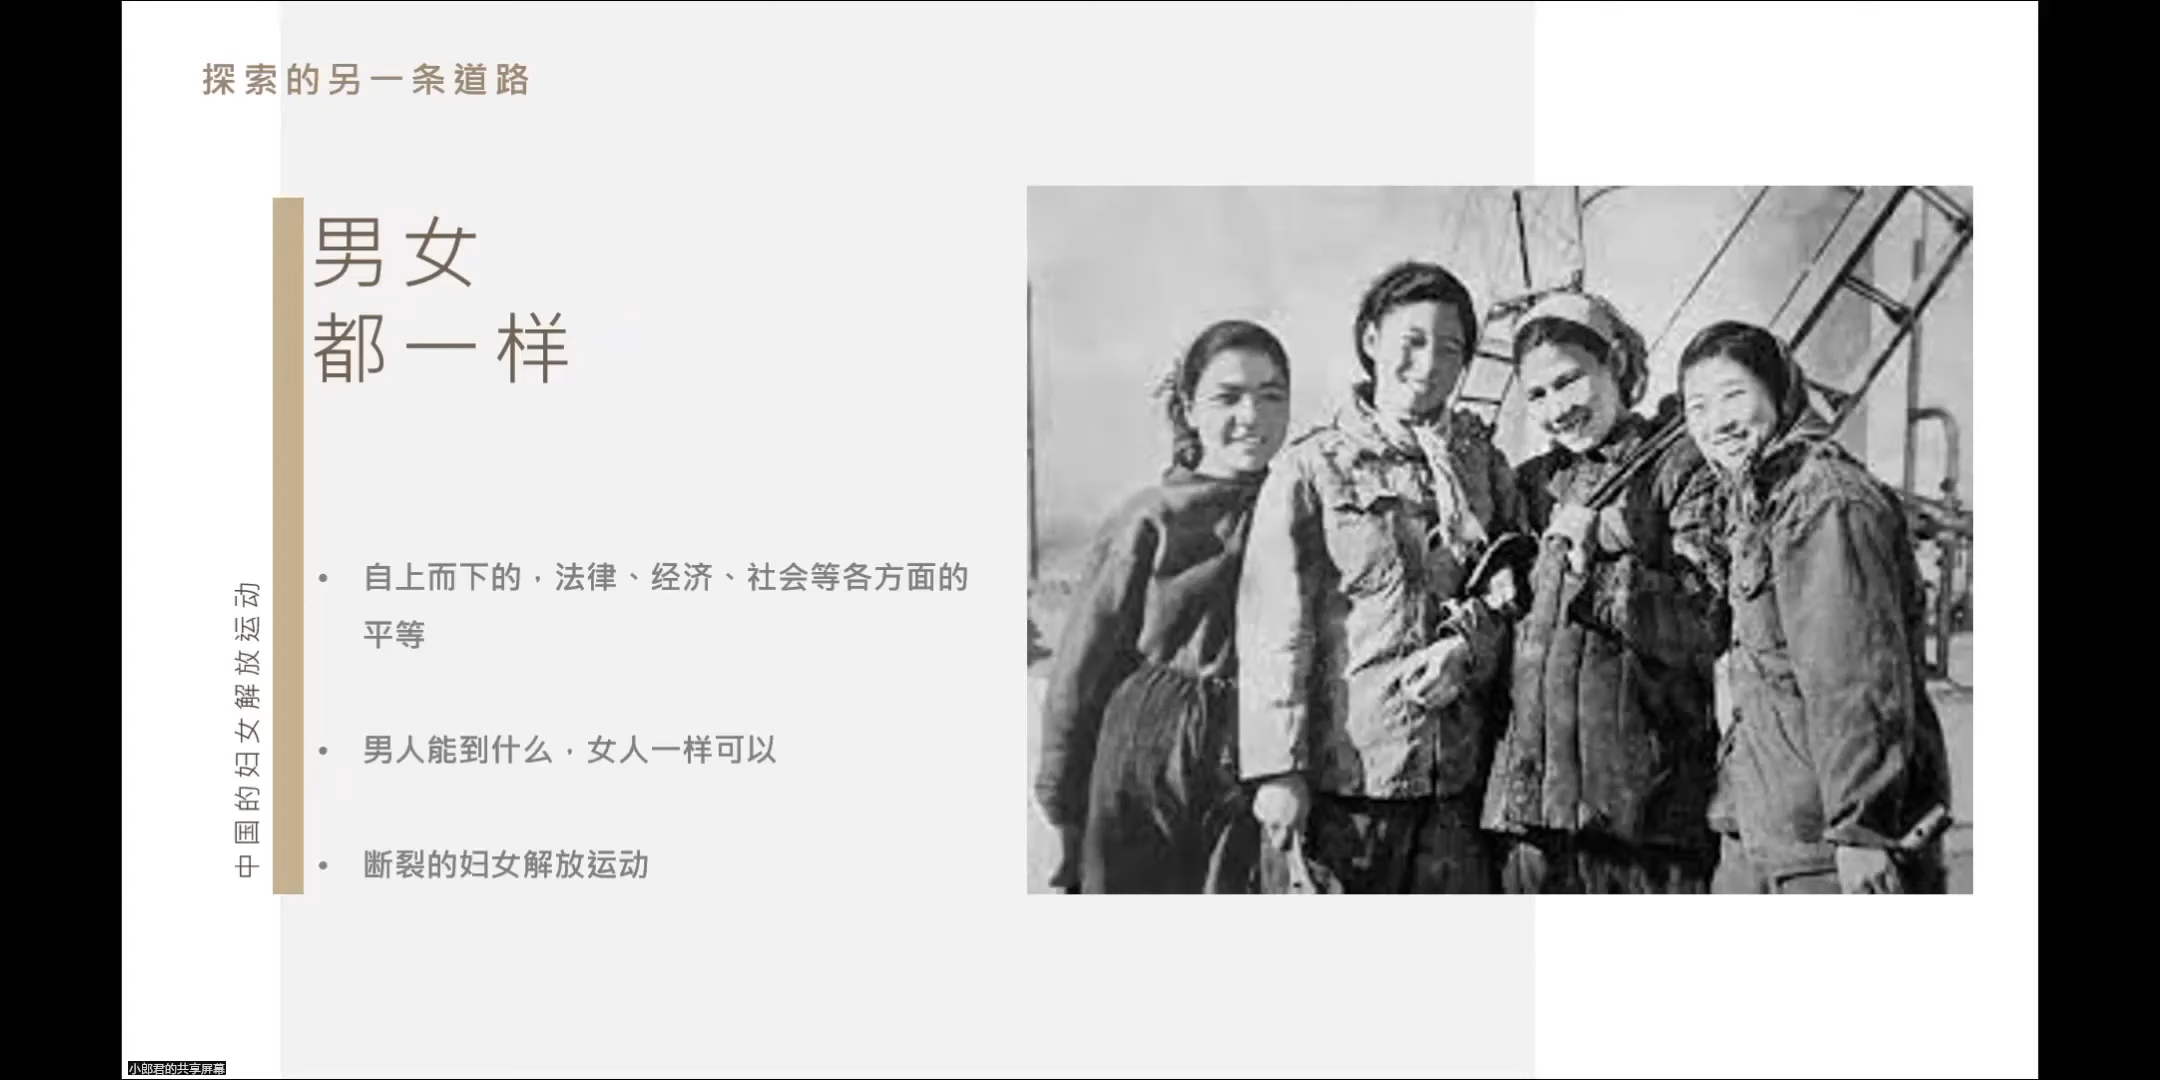 探索的另一条道路
男女
都一样
自上而下的，法律、经济、社会等各方面的
平等
男人能到什么，女人一样可以
断裂的妇女解放运动
中国的妇女解放运动
小郎君的共享屏幕